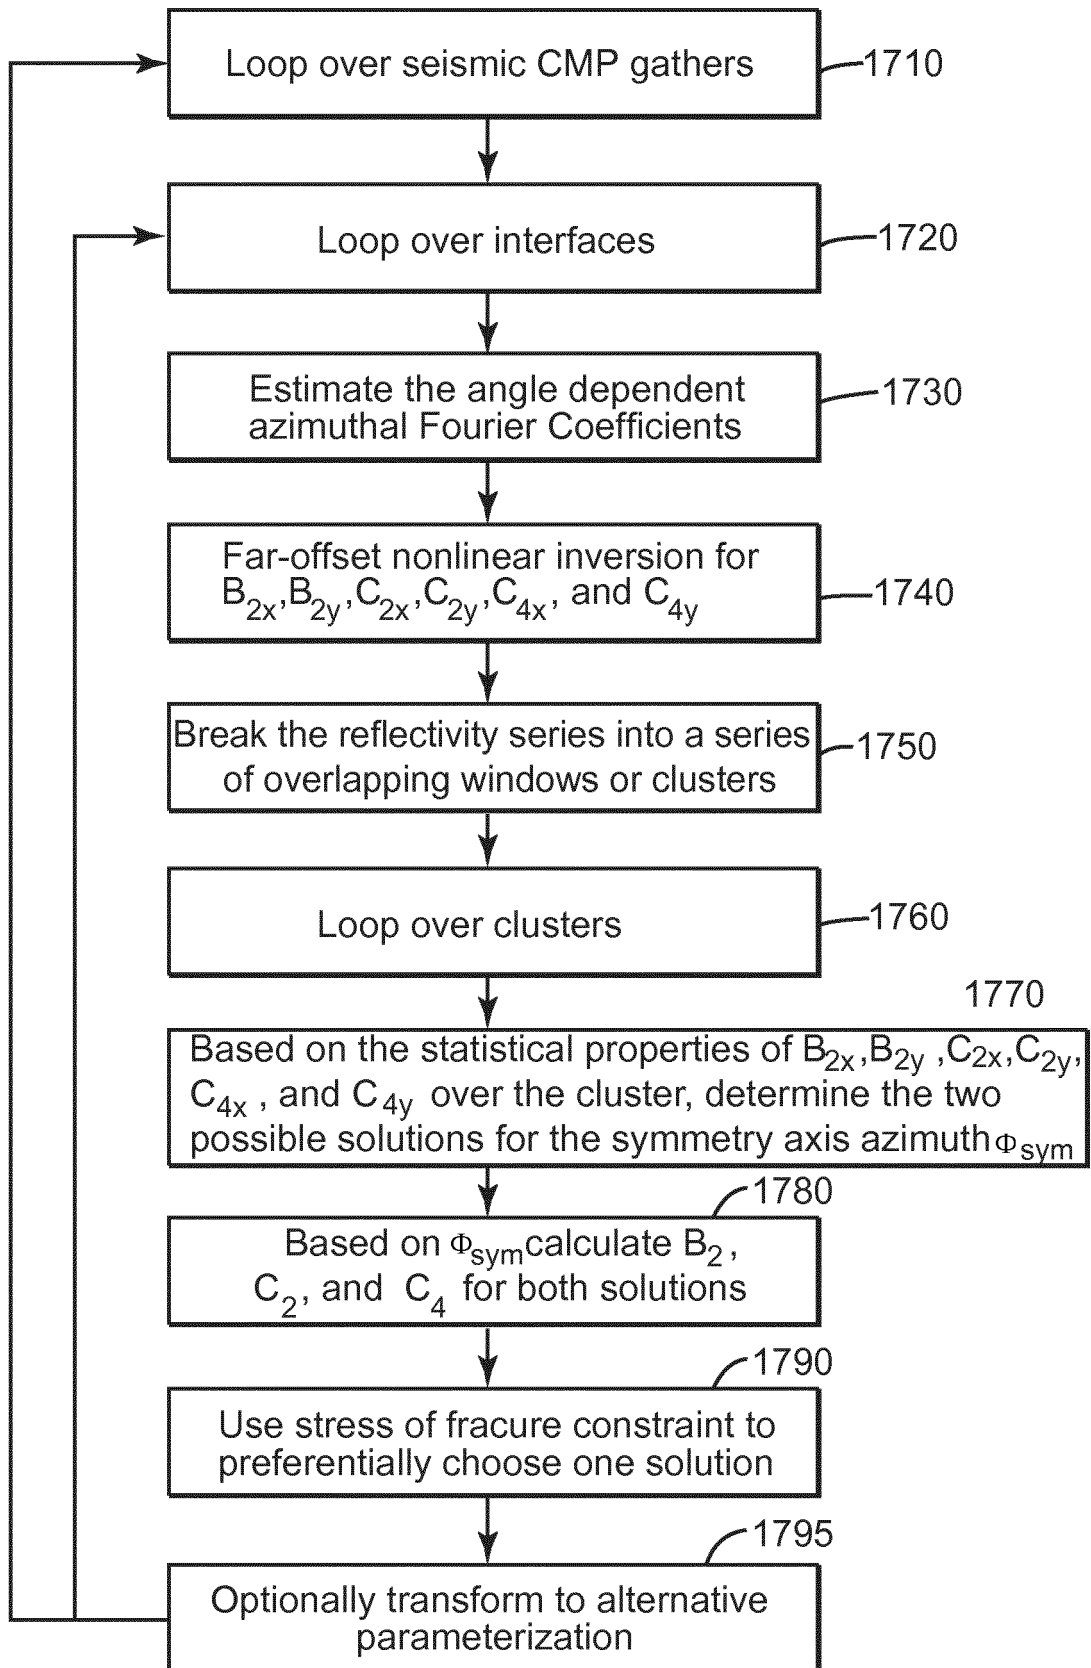 Loop over seismic CMP gathers
1710
Loop over interfaces
1720
Estimate the angle dependent
azimuthal Fourier Coefficients
1730
Far-offset nonlinear inversion for
B2x,B2y,C2x,C2y,C4x, and C4y
1740
Break the reflectivity series into a series
of overlapping windows or clusters
1750
Loop over clusters
1760
1770
Based on the statistical properties of B2x,B2y ,C2x,C2y,
C4x , and C4y over the cluster, determine the two
possible solutions for the symmetry axis azimuth Φsym
1780
Based on Φsym calculate B2,
C2, and C4 for both solutions
1790
Use stress of fracure constraint to
preferentially choose one solution
1795
Optionally transform to alternative
parameterization